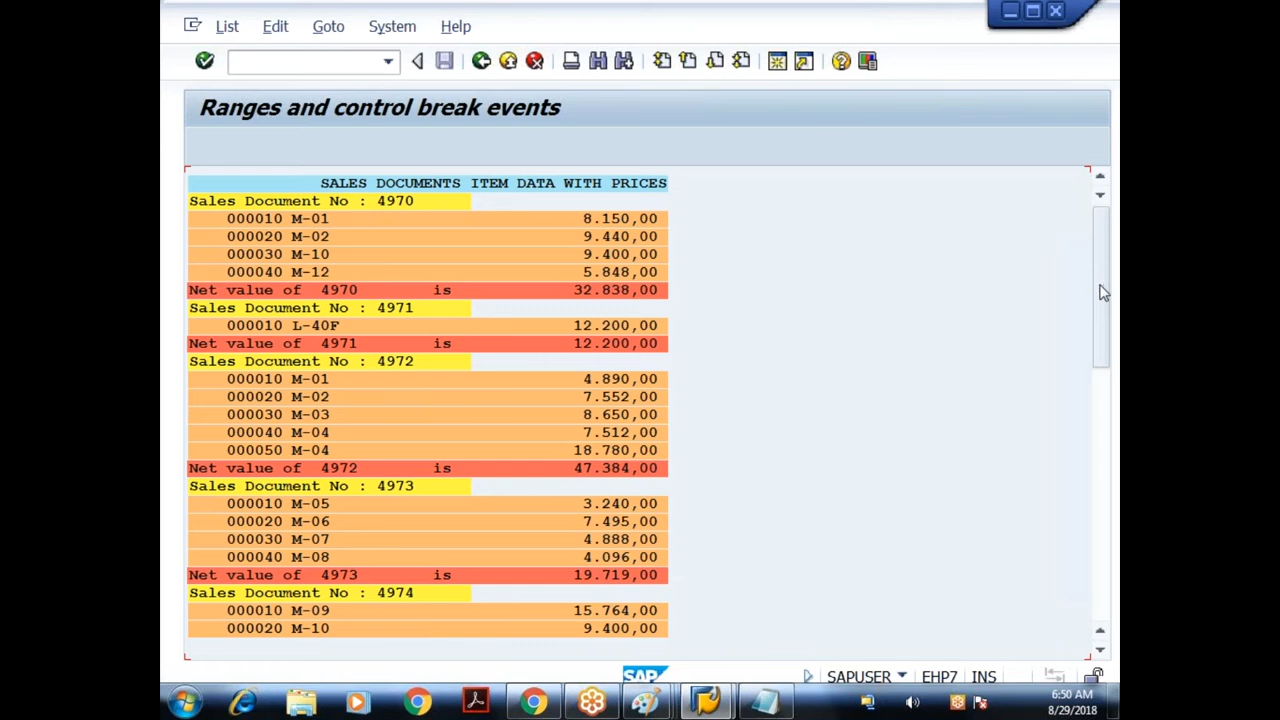 List Edit Goto System Help
Ranges and control break events
SALES DOCUMENTS ITEM DATA WITH PRICES
Sales Document No : 4970
000010 M-01 8.150,00
000020 M-02 9.440,00
000030 M-10 9.400,00
000040 M-12 5.848,00
Net value of 4970 is 32.838,00
Sales Document No : 4971
000010 L-40F 12.200,00
Net value of 4971 is 12.200,00
Sales Document No : 4972
000010 M-01 4.890,00
000020 M-02 7.552,00
000030 M-03 8.650,00
000040 M-04 7.512,00
000050 M-04 18.780,00
Net value of 4972 is 47.384,00
Sales Document No : 4973
000010 M-05 3.240,00
000020 M-06 7.495,00
000030 M-07 4.888,00
000040 M-08 4.096,00
Net value of 4973 is 19.719,00
Sales Document No : 4974
000010 M-09 15.764,00
000020 M-10 9.400,00
SAP SAPUSER EHP7 INS
6:50 AM
8/29/2018